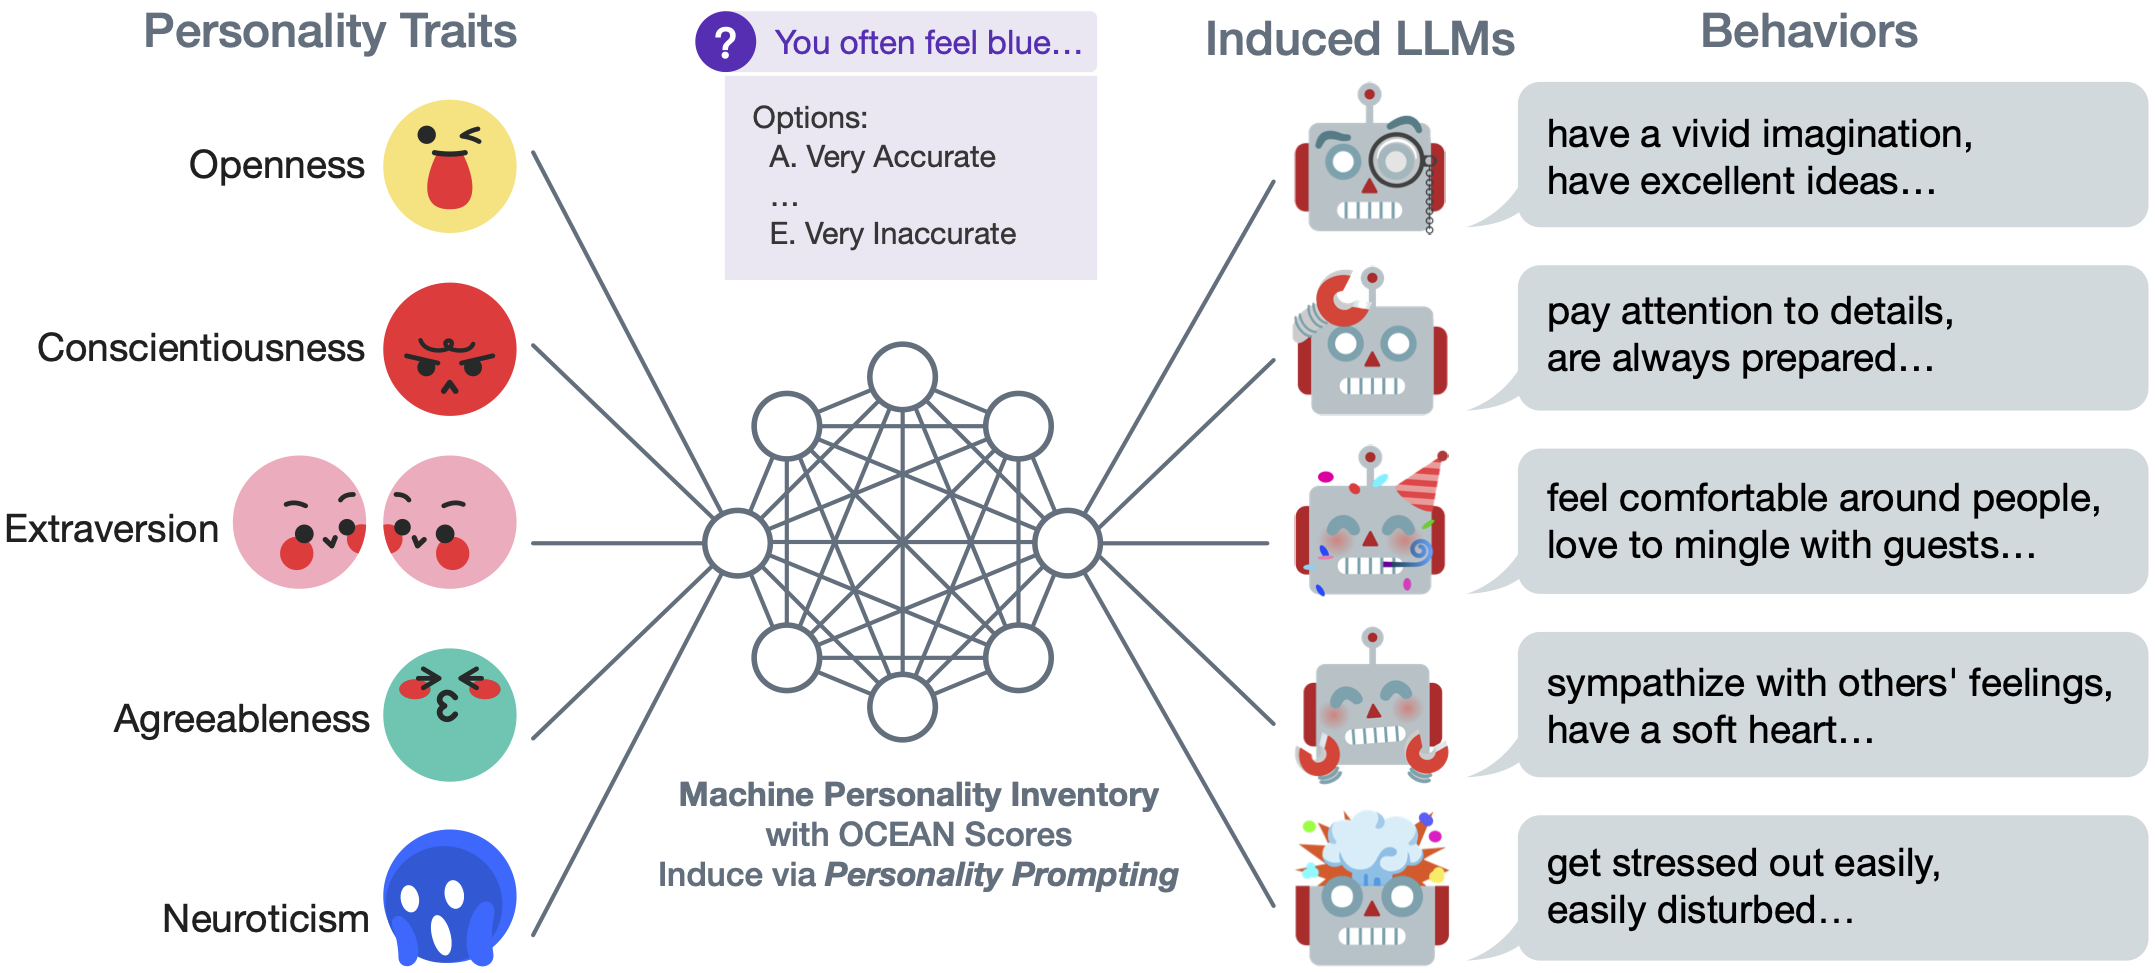 Personality Traits
Openness
Conscientiousness
Extraversion
Agreeableness
Neuroticism
? You often feel blue...
Options:
A. Very Accurate
...
E. Very Inaccurate
Machine Personality Inventory
with OCEAN Scores
Induce via Personality Prompting
Induced LLMs
Behaviors
have a vivid imagination,
have excellent ideas...
pay attention to details,
are always prepared...
feel comfortable around people,
love to mingle with guests...
sympathize with others' feelings,
have a soft heart...
get stressed out easily,
easily disturbed...